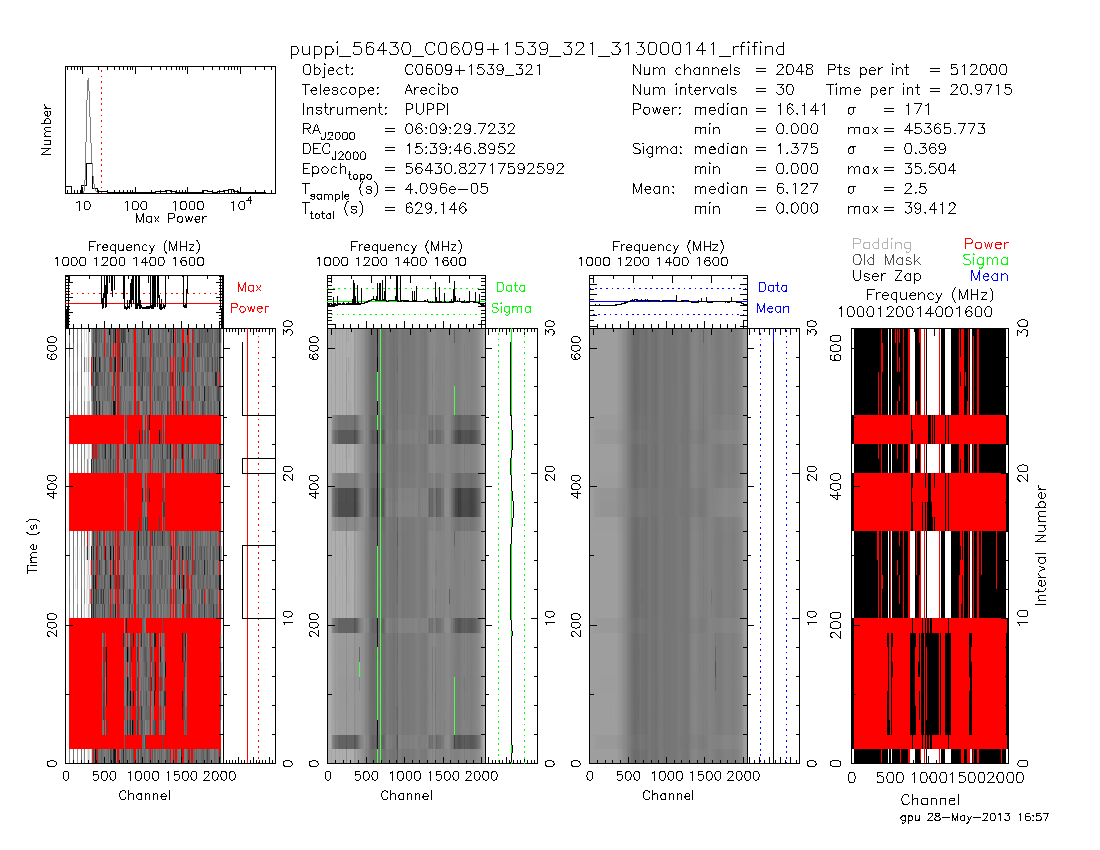 puppi_56430_C0609+1539_321_313000141_rfifind
Object: C0609+1539_321
Telescope: Arecibo
Instrument: PUPPI
RA_J2000 = 06:09:29.7232
DEC_J2000 = 15:39:46.8952
Epoch_topo = 56430.82717592592
T_sample (s) = 4.096e-05
T_total (s) = 629.146
Num channels = 2048 Pts per int = 512000
Num intervals = 30 Time per int = 20.9715
Power: median = 16.141 σ = 171
min = 0.000 max = 45365.773
Sigma: median = 1.375 σ = 0.369
min = 0.000 max = 35.504
Mean: median = 6.127 σ = 2.5
min = 0.000 max = 39.412
Number
10 100 1000 10^4
Max Power
Frequency (MHz)
1000 1200 1400 1600
Max
Power
Frequency (MHz)
1000 1200 1400 1600
Data
Sigma
Frequency (MHz)
1000 1200 1400 1600
Data
Mean
Padding Power
Old Mask Sigma
User Zap Mean
Frequency (MHz)
1000 1200 1400 1600
Time (s)
0 200 400 600
0 10 20 30
0 500 1000 1500 2000
Channel
0 200 400 600
0 10 20 30
0 500 1000 1500 2000
Channel
0 200 400 600
0 10 20 30
0 500 1000 1500 2000
Channel
0 200 400 600
0 10 20 30
Interval Number
0 500 1000 1500 2000
Channel
gpu 28-May-2013 16:57